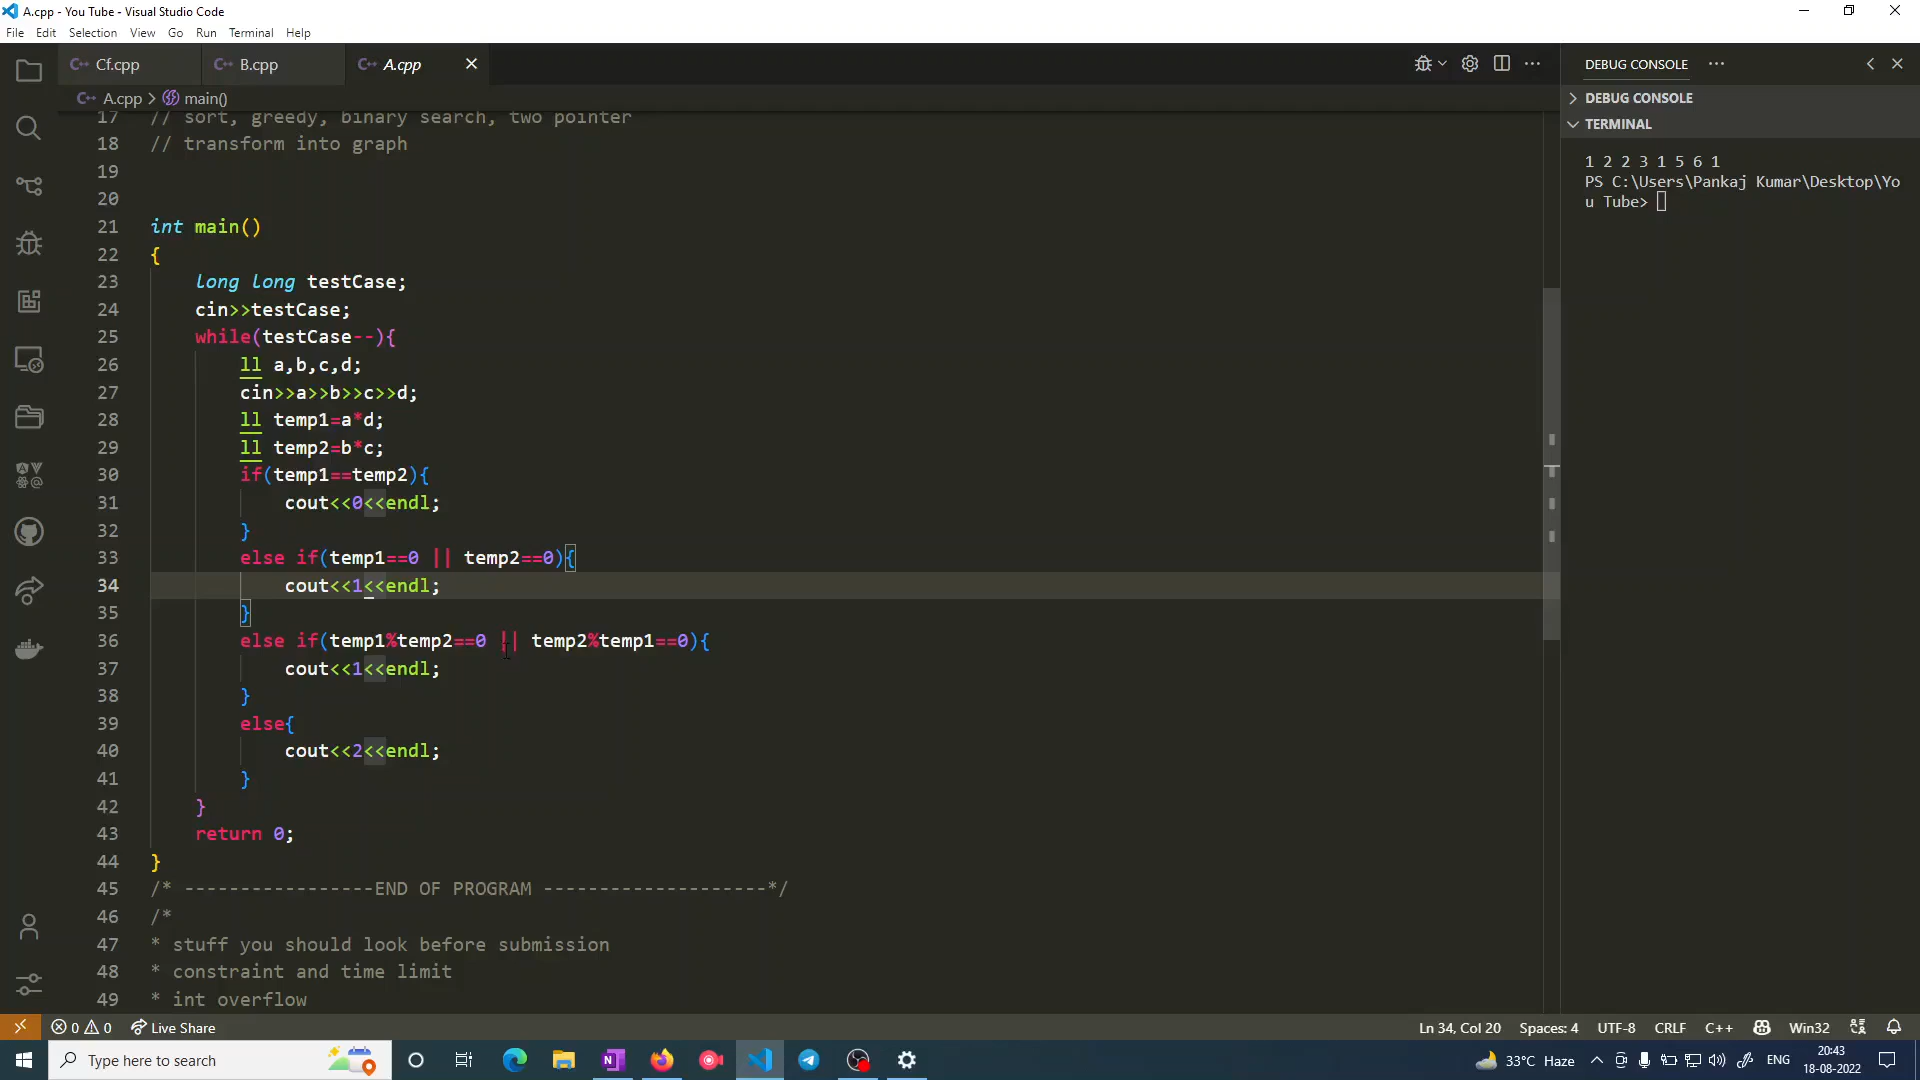 A.cpp - You Tube - Visual Studio Code
File Edit Selection View Go Run Terminal Help
C++ Cf.cpp C++ B.cpp C++ A.cpp
DEBUG CONSOLE
C++ A.cpp > main()
DEBUG CONSOLE
TERMINAL
1 2 2 3 1 5 6 1
PS C:\Users\Pankaj Kumar\Desktop\Yo
u Tube>
17 // sort, greedy, binary search, two pointer
18 // transform into graph
19
20
21 int main()
22 {
23 long long testCase;
24 cin>>testCase;
25 while(testCase--){
26 ll a,b,c,d;
27 cin>>a>>b>>c>>d;
28 ll temp1=a*d;
29 ll temp2=b*c;
30 if(temp1==temp2){
31 cout<<0<<endl;
32 }
33 else if(temp1==0 || temp2==0){
34 cout<<1<<endl;
35 }
36 else if(temp1%temp2==0 || temp2%temp1==0){
37 cout<<1<<endl;
38 }
39 else{
40 cout<<2<<endl;
41 }
42 }
43 return 0;
44 }
45 /* -----------------END OF PROGRAM --------------------*/
46 /*
47 * stuff you should look before submission
48 * constraint and time limit
49 * int overflow
0 0 Live Share Ln 34, Col 20 Spaces: 4 UTF-8 CRLF C++ Win32
Type here to search 33°C Haze ENG 20:43
18-08-2022